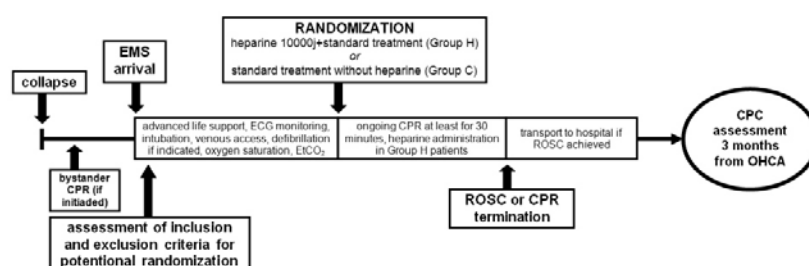 RANDOMIZATION
heparine 10000j+standard treatment (Group H)
or
standard treatment without heparine (Group C)
EMS
arrival
collapse
advanced life support, ECG monitoring,
intubation, venous access, defibrillation
if indicated, oxygen saturation, EtCO₂
ongoing CPR at least for 30
minutes, heparine administration
in Group H patients
transport to hospital if
ROSC achieved
CPC
assessment
3 months
from OHCA
bystander
CPR (if
initiaded)
ROSC or CPR
termination
assessment of inclusion
and exclusion criteria for
potentional randomization